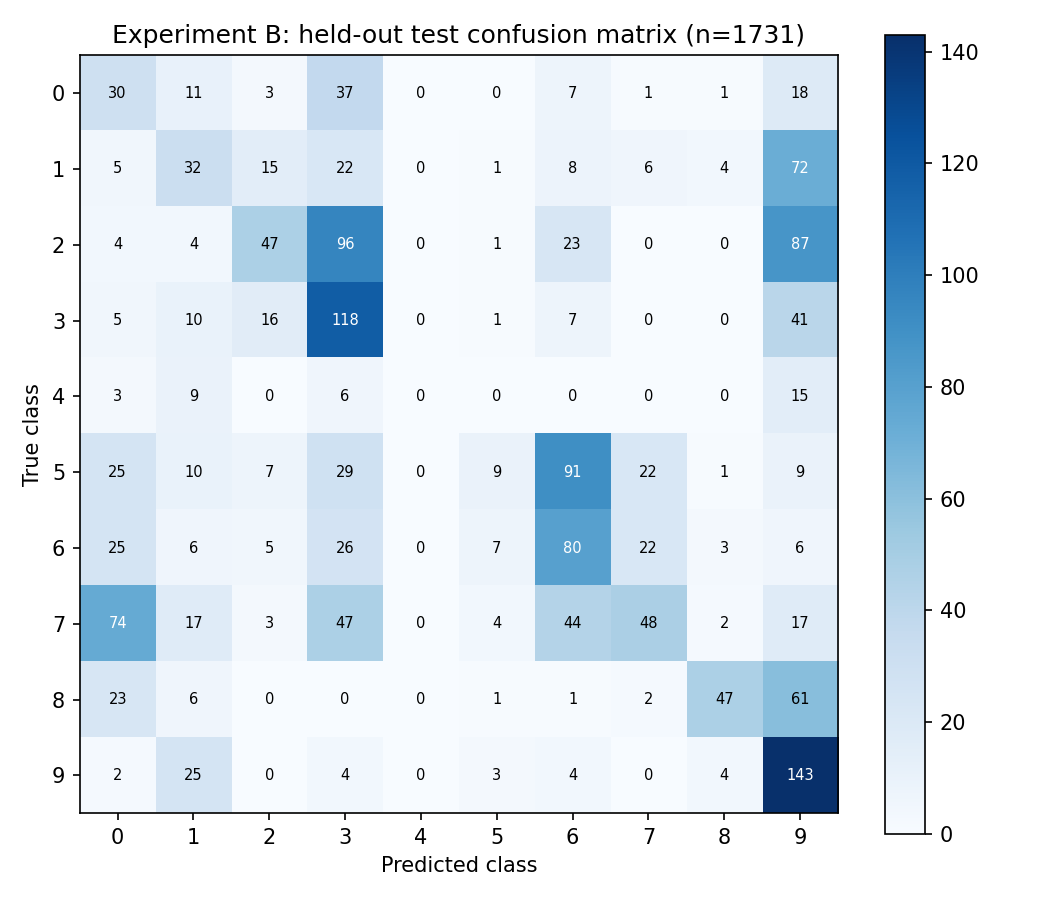 Experiment B: held-out test confusion matrix (n=1731)
140
0 30 11 3 37 0 0 7 1 1 18
1 5 32 15 22 0 1 8 6 4 72
120
2 4 4 47 96 0 1 23 0 0 87
100
3 5 10 16 118 0 1 7 0 0 41
80
4 3 9 0 6 0 0 0 0 0 15
True class
5 25 10 7 29 0 9 91 22 1 9
60
6 25 6 5 26 0 7 80 22 3 6
40
7 74 17 3 47 0 4 44 48 2 17
8 23 6 0 0 0 1 1 2 47 61
20
9 2 25 0 4 0 3 4 0 4 143
0
0 1 2 3 4 5 6 7 8 9
Predicted class